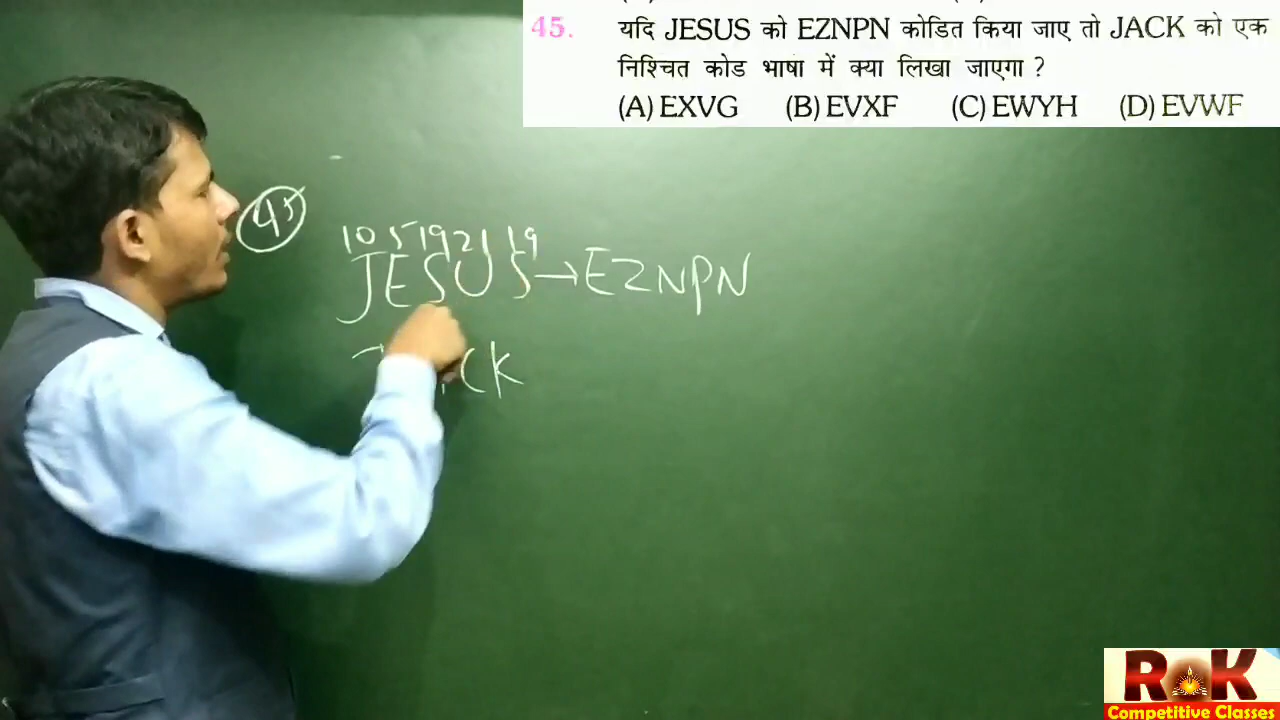 45. यदि JESUS को EZNPN कोडित किया जाए तो JACK को एक
निश्चित कोड भाषा में क्या लिखा जाएगा ?
(A) EXVG (B) EVXF (C) EWYH (D) EVWF
45
10 5 19 21 19
JESUS → EZNPN
CK
RK
Competitive Classes